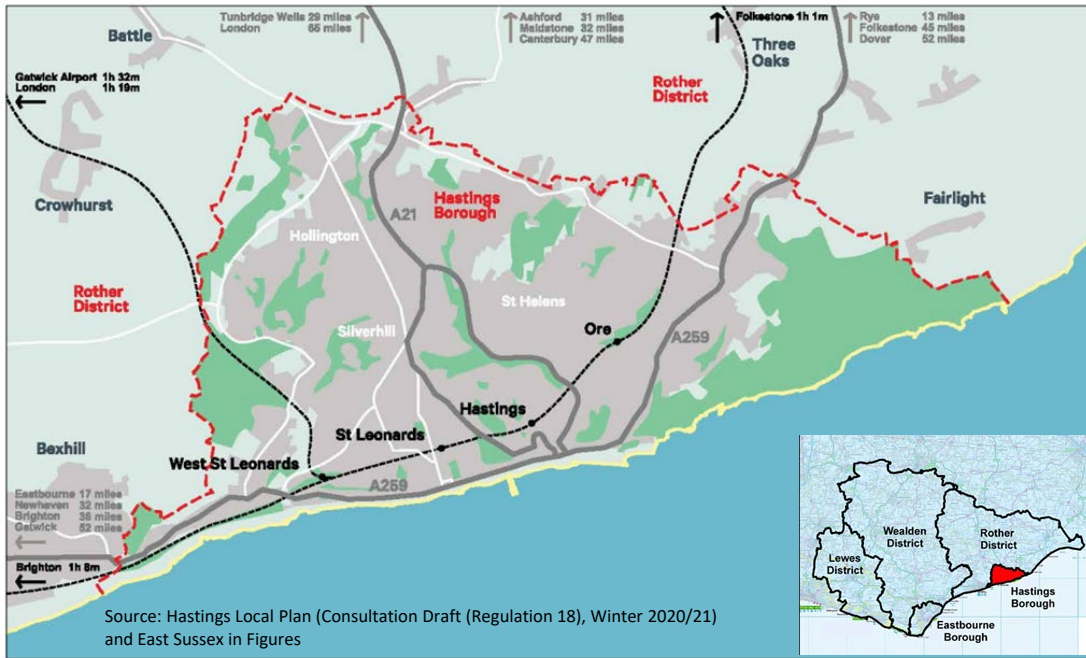 Tunbridge Wells 29 miles
London 65 miles
Ashford 31 miles
Maidstone 32 miles
Canterbury 47 miles
Folkestone 1h 1m
Rye 13 miles
Folkestone 45 miles
Dover 52 miles
Battle
Three
Oaks
Gatwick Airport 1h 32m
London 1h 19m
Rother
District
Crowhurst
Hastings
Borough
A21
Fairlight
Hollington
Rother
District
St Helens
Silverhill
Ore
A259
Hastings
St Leonards
Bexhill
West St Leonards
A259
Eastbourne 17 miles
Newhaven 32 miles
Brighton 38 miles
Gatwick 52 miles
Brighton 1h 8m
Source: Hastings Local Plan (Consultation Draft (Regulation 18), Winter 2020/21)
and East Sussex in Figures
Wealden
District
Rother
District
Lewes
District
Hastings
Borough
Eastbourne
Borough